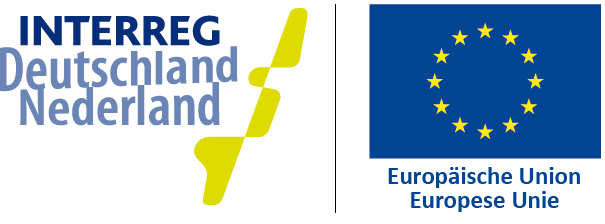 INTERREG
Deutschland
Nederland
Europäische Union
Europese Unie